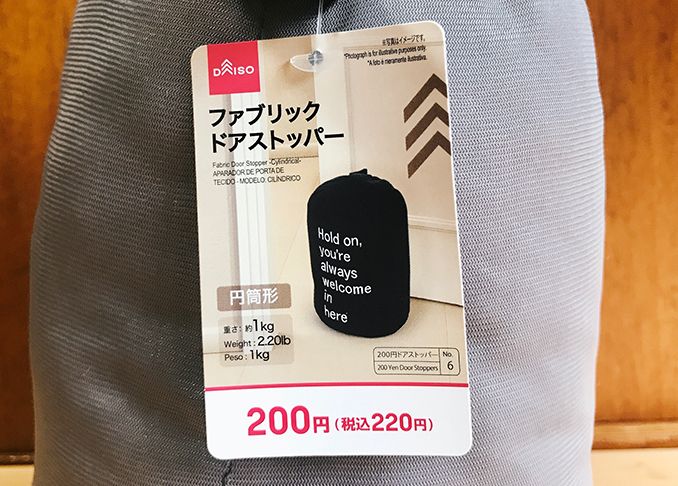 DAISO
※写真はイメージです。
*Photograph is for illustrative purposes only.
*A foto é meramente ilustrativa.
ファブリック
ドアストッパー
Fabric Door Stopper -Cylindrical-
APARADOR DE PORTA DE
TECIDO - MODELO: CILÍNDRICO
Hold on,
you're
always
welcome
in
here
円筒形
重さ：約1kg
Weight : 2.20lb
Peso : 1kg
200円ドアストッパー
200 Yen Door Stoppers
No.
6
200円（税込220円）